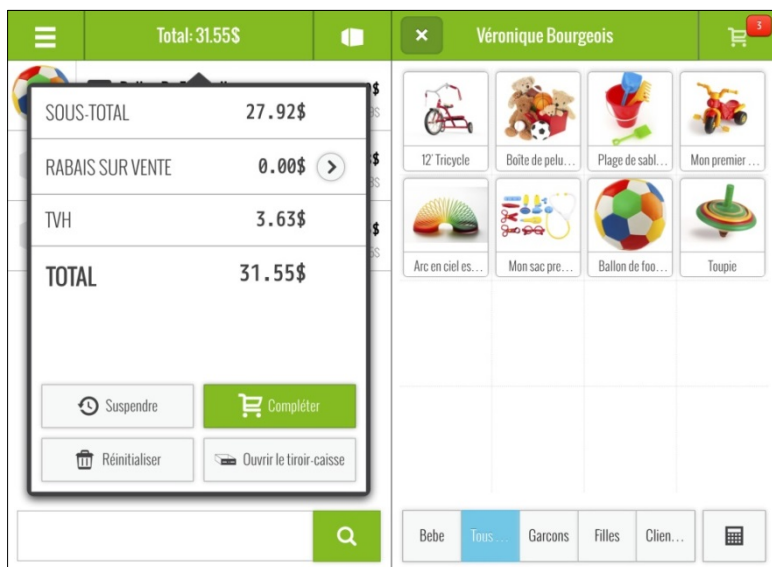 Total: 31.55$
Véronique Bourgeois
3
SOUS-TOTAL 27.92$
RABAIS SUR VENTE 0.00$
TVH 3.63$
TOTAL 31.55$
Suspendre
Compléter
Réinitialiser
Ouvrir le tiroir-caisse
12' Tricycle
Boîte de pelu...
Plage de sabl...
Mon premier ...
Arc en ciel es...
Mon sac pre...
Ballon de foo...
Toupie
Bebe
Tous ...
Garcons
Filles
Clien...